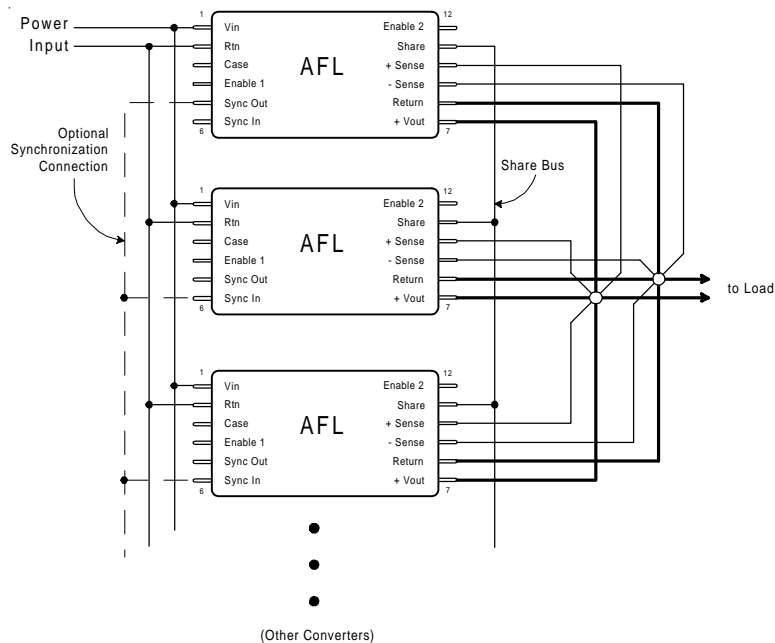 Power
Input
Optional
Synchronization
Connection
1
12
Vin
Enable 2
Rtn
Share
Case
AFL
+ Sense
Enable 1
- Sense
Sync Out
Return
Sync In
+ Vout
6
7
Share Bus
1
12
Vin
Enable 2
Rtn
Share
Case
AFL
+ Sense
Enable 1
- Sense
Sync Out
Return
Sync In
+ Vout
6
7
to Load
1
12
Vin
Enable 2
Rtn
Share
Case
AFL
+ Sense
Enable 1
- Sense
Sync Out
Return
Sync In
+ Vout
6
7
(Other Converters)